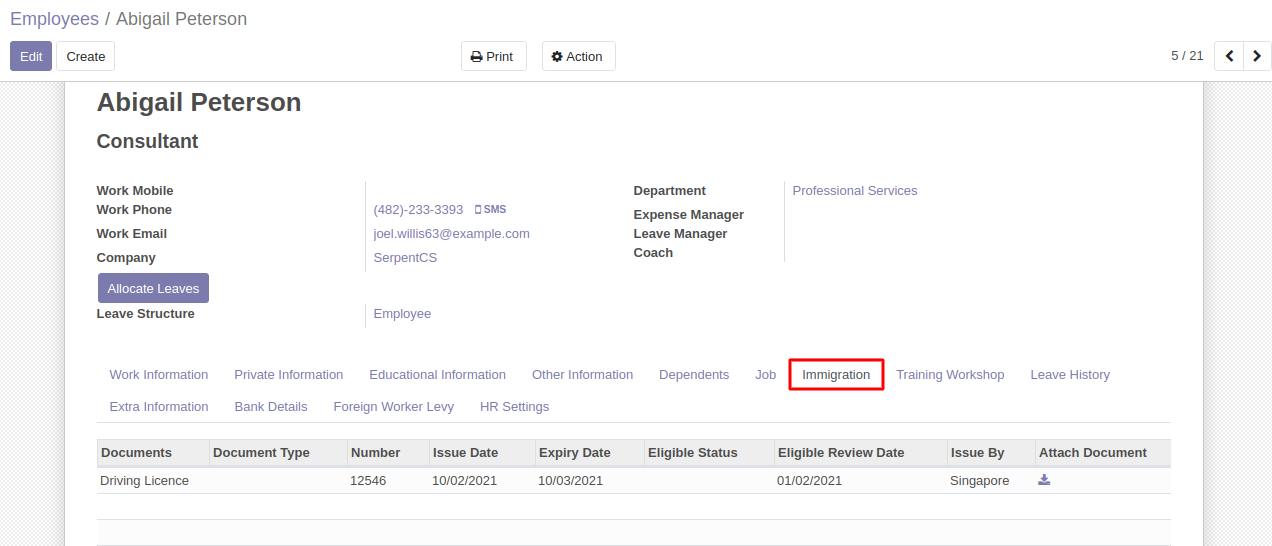 Employees / Abigail Peterson
Edit Create Print Action 5 / 21
Abigail Peterson
Consultant
Work Mobile
Work Phone (482)-233-3393 SMS
Work Email joel.willis63@example.com
Company SerpentCS
Allocate Leaves
Leave Structure Employee
Department Professional Services
Expense Manager
Leave Manager
Coach
Work Information Private Information Educational Information Other Information Dependents Job Immigration Training Workshop Leave History
Extra Information Bank Details Foreign Worker Levy HR Settings
Documents Document Type Number Issue Date Expiry Date Eligible Status Eligible Review Date Issue By Attach Document
Driving Licence 12546 10/02/2021 10/03/2021 01/02/2021 Singapore